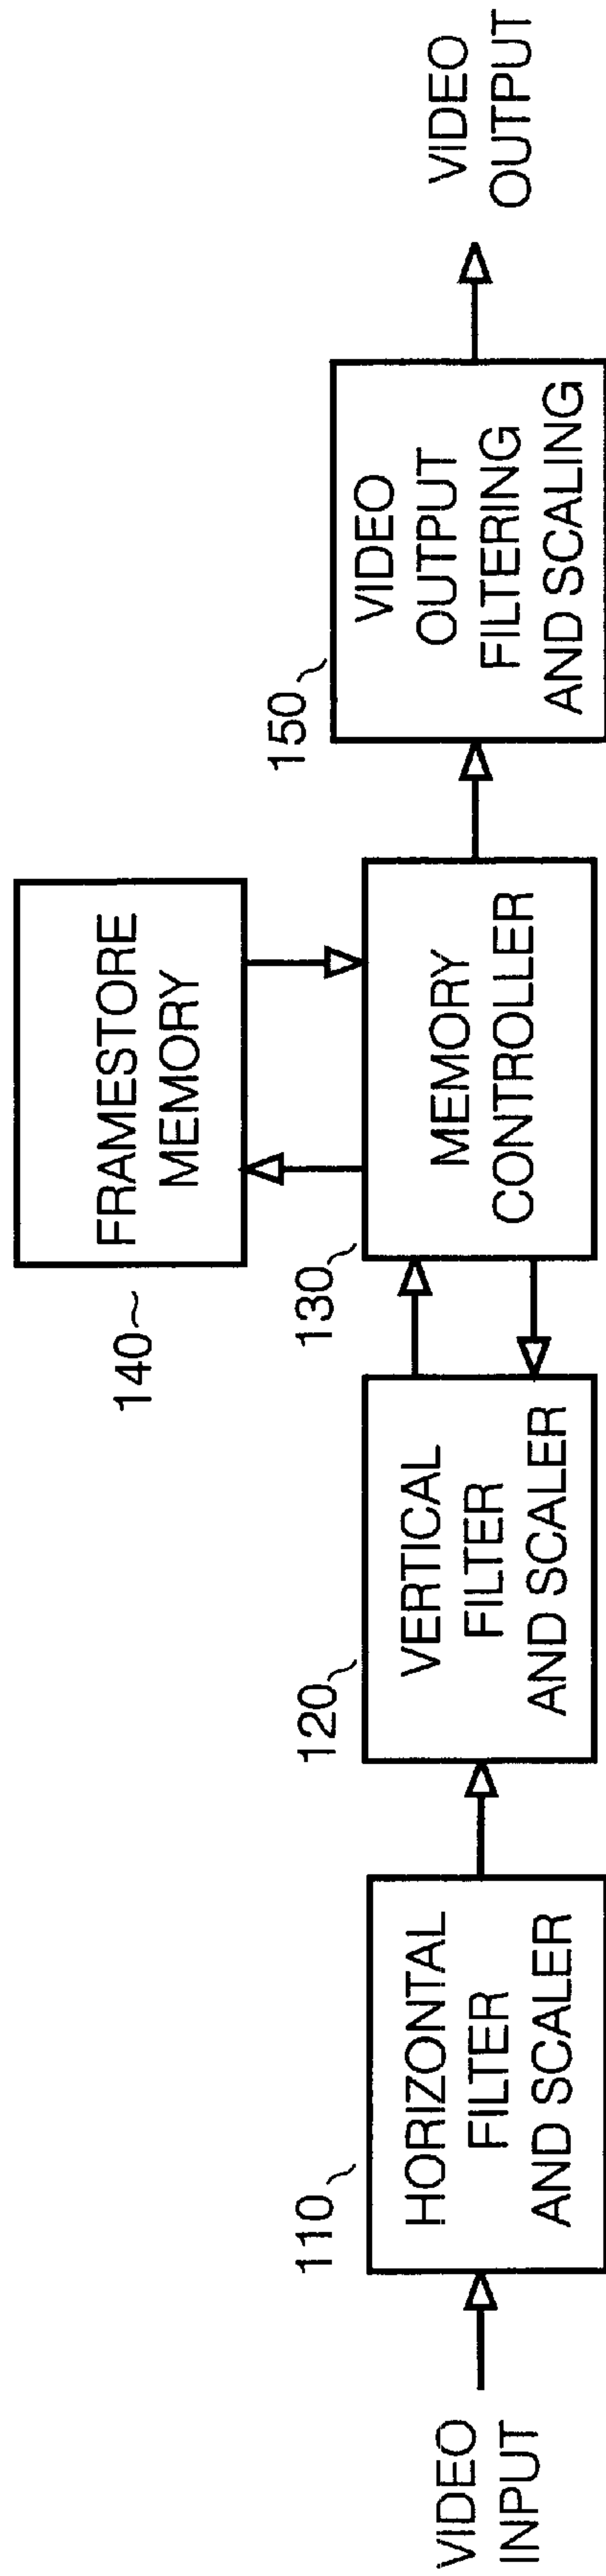 VIDEO
INPUT
110
HORIZONTAL
FILTER
AND SCALER
120
VERTICAL
FILTER
AND SCALER
130
MEMORY
CONTROLLER
140
FRAMESTORE
MEMORY
150
VIDEO
OUTPUT
FILTERING
AND SCALING
VIDEO
OUTPUT